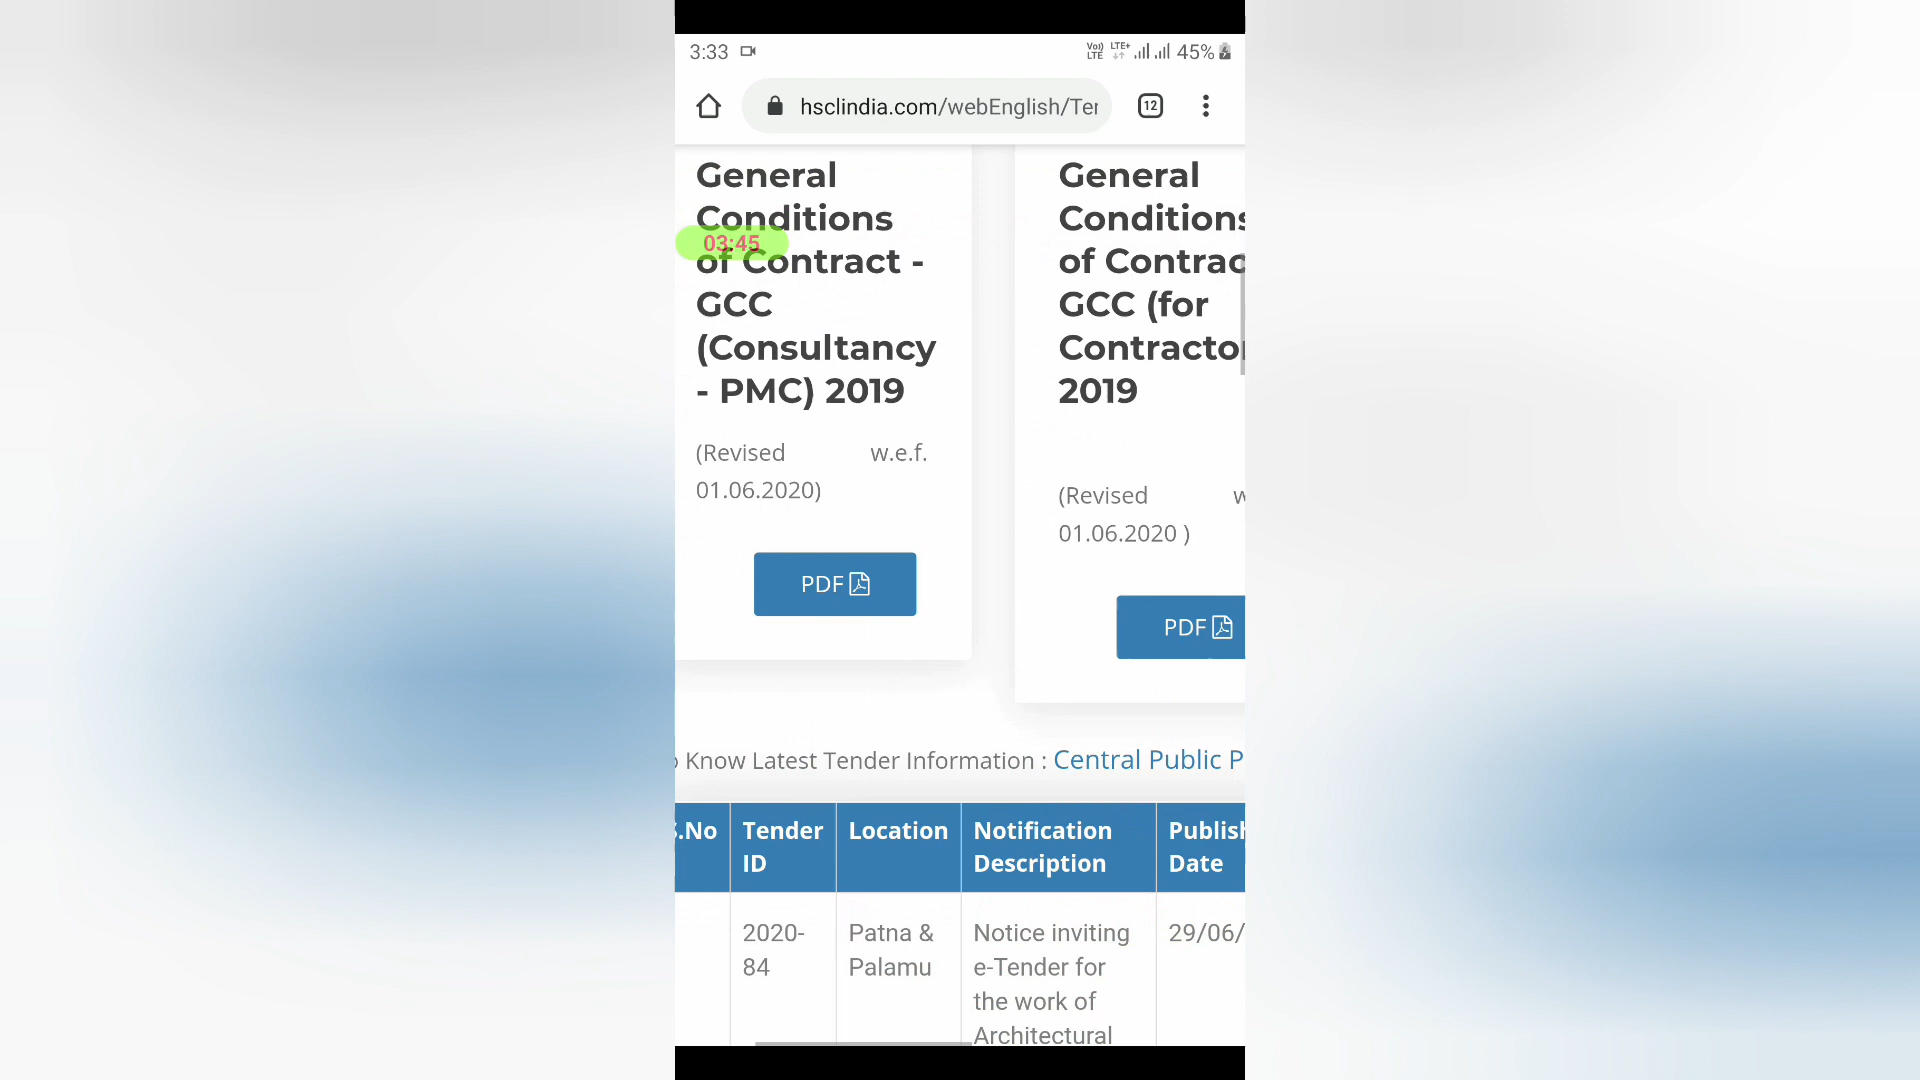 3:33
Vo) LTE LTE+ 45%
hsclindia.com/webEnglish/Ter
12
General
Conditions
03:45
of Contract -
GCC
(Consultancy
- PMC) 2019
(Revised w.e.f.
01.06.2020)
PDF
General
Conditions
of Contrac
GCC (for
Contracto
2019
(Revised w
01.06.2020 )
PDF
Know Latest Tender Information : Central Public P
S.No Tender ID Location Notification Description Publish Date
2020-84 Patna & Palamu Notice inviting e-Tender for the work of Architectural 29/06/